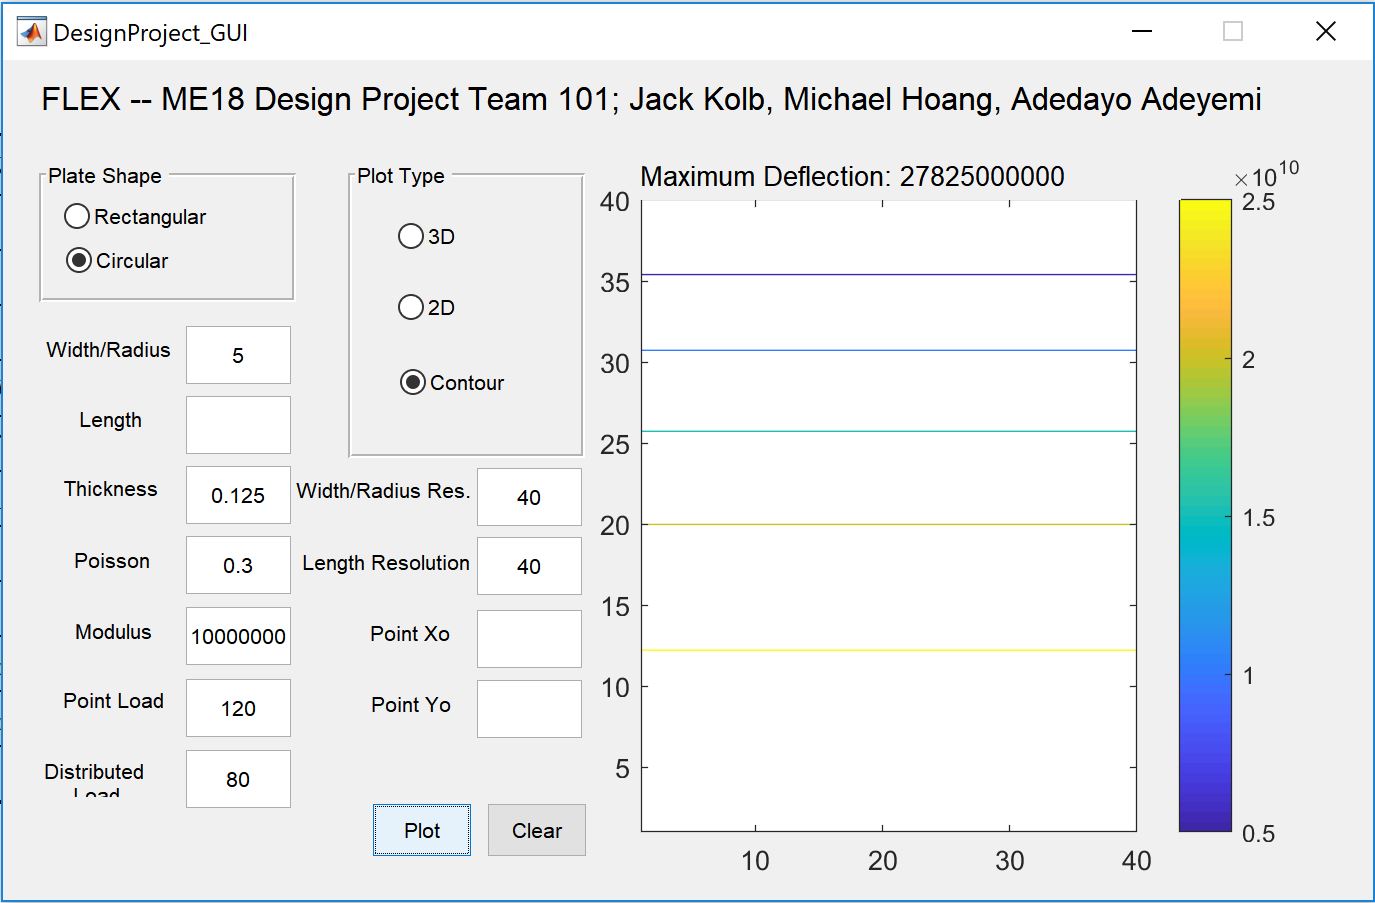 DesignProject_GUI
FLEX -- ME18 Design Project Team 101; Jack Kolb, Michael Hoang, Adedayo Adeyemi
Plate Shape
Rectangular
Circular
Width/Radius 5
Length
Thickness 0.125
Poisson 0.3
Modulus 10000000
Point Load 120
Distributed
Load
80
Plot Type
3D
2D
Contour
Width/Radius Res. 40
Length Resolution 40
Point Xo
Point Yo
Plot Clear
Maximum Deflection: 27825000000
40
35
30
25
20
15
10
5
10 20 30 40
×10^10
2.5
2
1.5
1
0.5